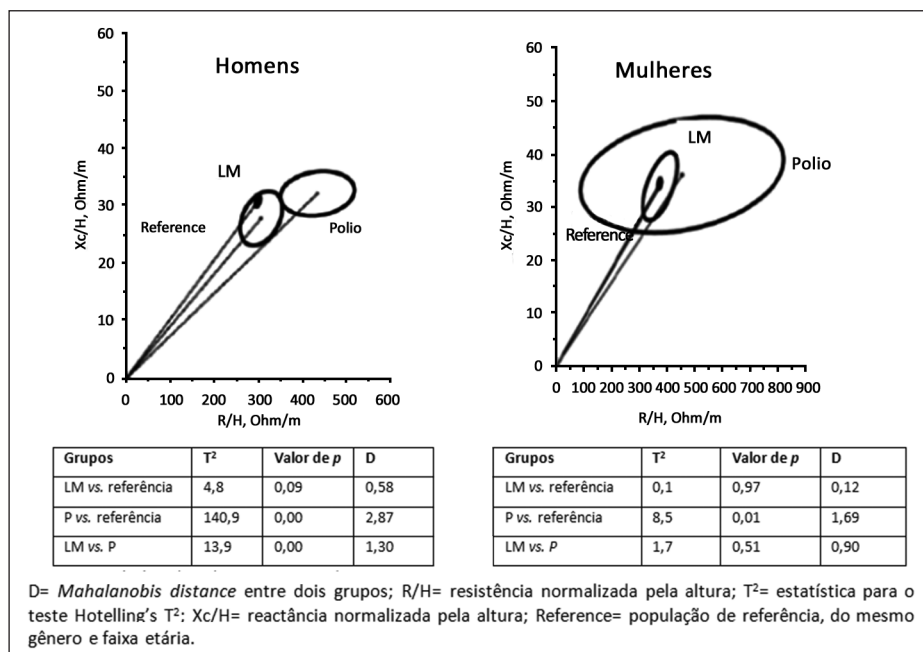 Homens
Xc/H, Ohm/m
60
50
40
30
20
10
0
LM
Reference
Polio
0 100 200 300 400 500 600
R/H, Ohm/m
Mulheres
Xc/H, Ohm/m
60
50
40
30
20
10
0
LM
Polio
Reference
0 100 200 300 400 500 600 700 800 900
R/H, Ohm/m
Grupos T² Valor de p D
LM vs. referência 4,8 0,09 0,58
P vs. referência 140,9 0,00 2,87
LM vs. P 13,9 0,00 1,30
Grupos T² Valor de p D
LM vs. referência 0,1 0,97 0,12
P vs. referência 8,5 0,01 1,69
LM vs. P 1,7 0,51 0,90
D= Mahalanobis distance entre dois grupos; R/H= resistência normalizada pela altura; T²= estatística para o
teste Hotelling's T²: Xc/H= reactância normalizada pela altura; Reference= população de referência, do mesmo
gênero e faixa etária.